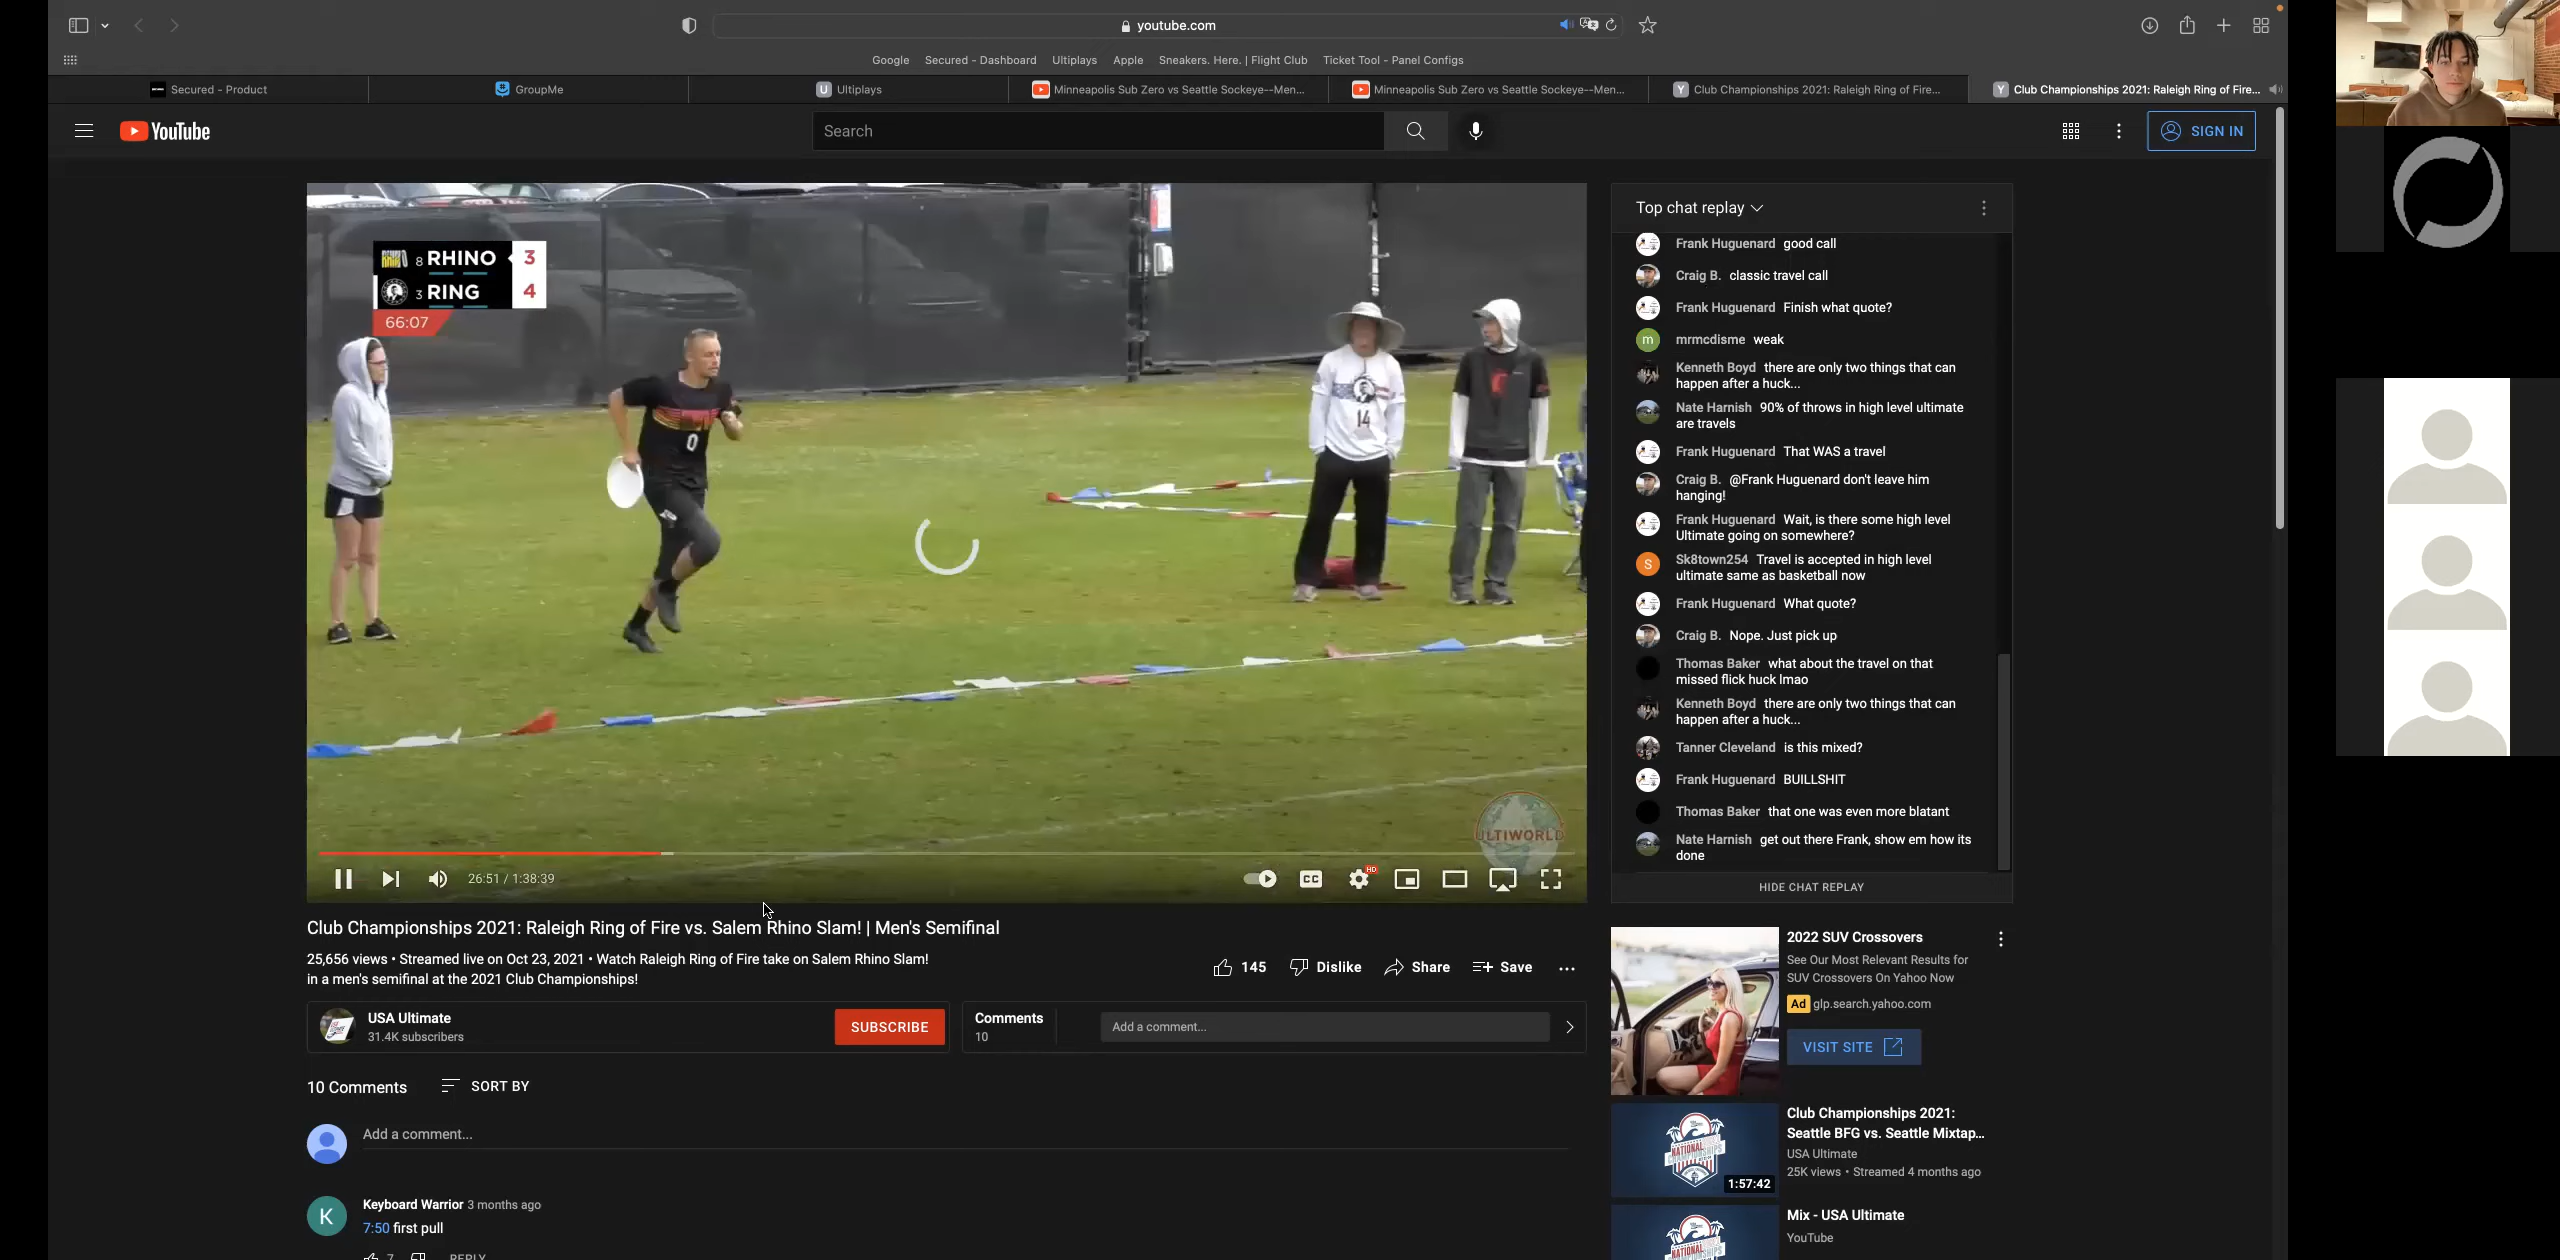 youtube.com
Google Secured - Dashboard Ultiplays Apple Sneakers. Here. | Flight Club Ticket Tool - Panel Configs
Secured - Product
GroupMe
U Ultiplays
Minneapolis Sub Zero vs Seattle Sockeye--Men...
Minneapolis Sub Zero vs Seattle Sockeye--Men...
Y Club Championships 2021: Raleigh Ring of Fire...
Y Club Championships 2021: Raleigh Ring of Fire...
YouTube
Search
SIGN IN
8 RHINO 3
3 RING 4
66:07
0
14
ULTIWORLD
26:51 / 1:38:39
CC
HD
Top chat replay
Frank Huguenard good call
Craig B. classic travel call
Frank Huguenard Finish what quote?
m mrmcdisme weak
Kenneth Boyd there are only two things that can
happen after a huck...
Nate Harnish 90% of throws in high level ultimate
are travels
Frank Huguenard That WAS a travel
Craig B. @Frank Huguenard don't leave him
hanging!
Frank Huguenard Wait, is there some high level
Ultimate going on somewhere?
S Sk8town254 Travel is accepted in high level
ultimate same as basketball now
Frank Huguenard What quote?
Craig B. Nope. Just pick up
Thomas Baker what about the travel on that
missed flick huck lmao
Kenneth Boyd there are only two things that can
happen after a huck...
Tanner Cleveland is this mixed?
Frank Huguenard BUILLSHIT
Thomas Baker that one was even more blatant
Nate Harnish get out there Frank, show em how its
done
HIDE CHAT REPLAY
Club Championships 2021: Raleigh Ring of Fire vs. Salem Rhino Slam! | Men's Semifinal
25,656 views • Streamed live on Oct 23, 2021 • Watch Raleigh Ring of Fire take on Salem Rhino Slam!
in a men's semifinal at the 2021 Club Championships!
145 Dislike Share Save
USA Ultimate
31.4K subscribers
SUBSCRIBE
Comments
10
Add a comment...
10 Comments SORT BY
Add a comment...
K Keyboard Warrior 3 months ago
7:50 first pull
7 REPLY
2022 SUV Crossovers
See Our Most Relevant Results for
SUV Crossovers On Yahoo Now
Ad glp.search.yahoo.com
VISIT SITE
Club Championships 2021:
Seattle BFG vs. Seattle Mixtap...
USA Ultimate
25K views • Streamed 4 months ago
NATIONAL
1:57:42
Mix - USA Ultimate
YouTube
NATIONAL